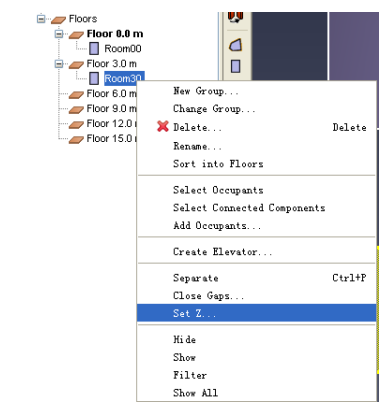 Floors
Floor 0.0 m
Room00
Floor 3.0 m
Room30
Floor 6.0 m
Floor 9.0 m
Floor 12.0
Floor 15.0
New Group...
Change Group...
Delete... Delete
Rename...
Sort into Floors
Select Occupants
Select Connected Components
Add Occupants...
Create Elevator...
Separate Ctrl+P
Close Gaps...
Set Z...
Hide
Show
Filter
Show All